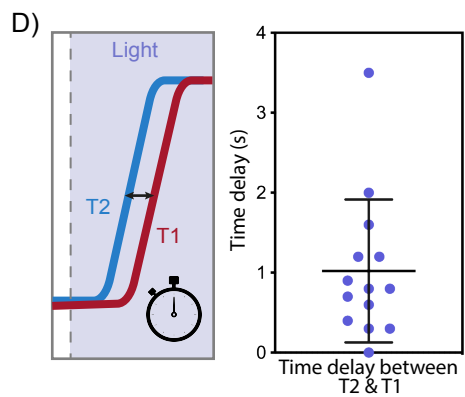 D)
Light
T2
T1
Time delay (s)
4
3
2
1
0
Time delay between
T2 & T1